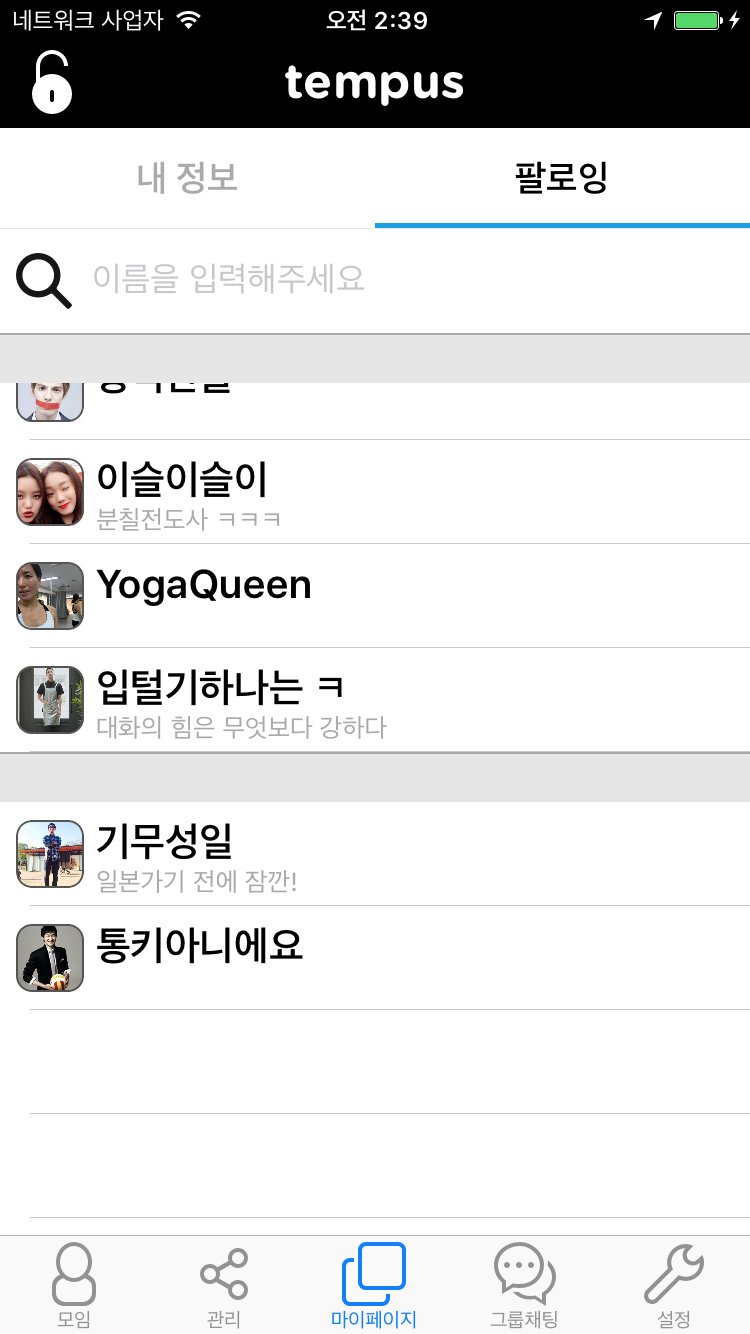 네트워크 사업자
오전 2:39
tempus
내 정보
팔로잉
이름을 입력해주세요
이슬이슬이
분칠전도사 ㅋㅋㅋ
YogaQueen
입털기하나는 ㅋ
대화의 힘은 무엇보다 강하다
기무성일
일본가기 전에 잠깐!
통키아니에요
모임
관리
마이페이지
그룹채팅
설정